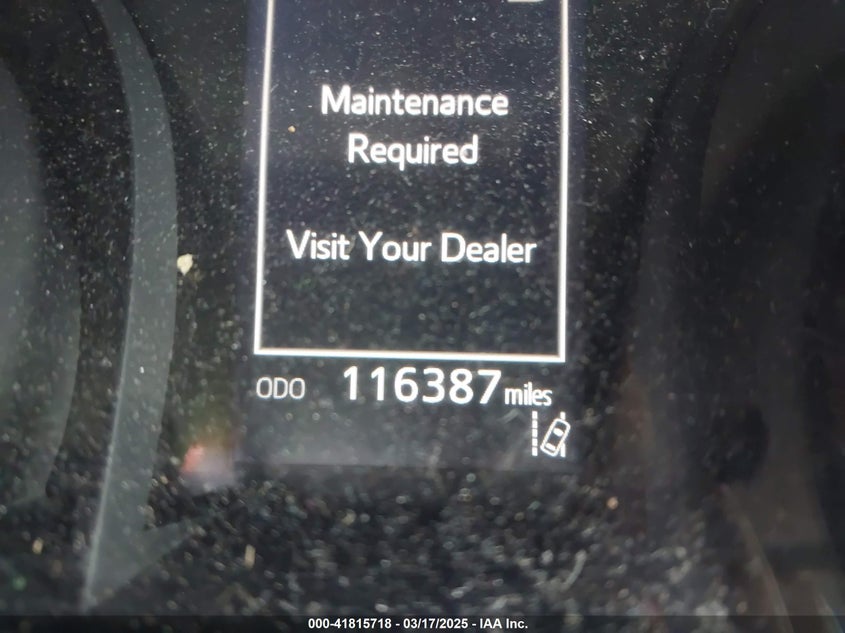 Maintenance
Required
Visit Your Dealer
ODO 116387 miles
000-41815718 - 03/17/2025 - IAA Inc.